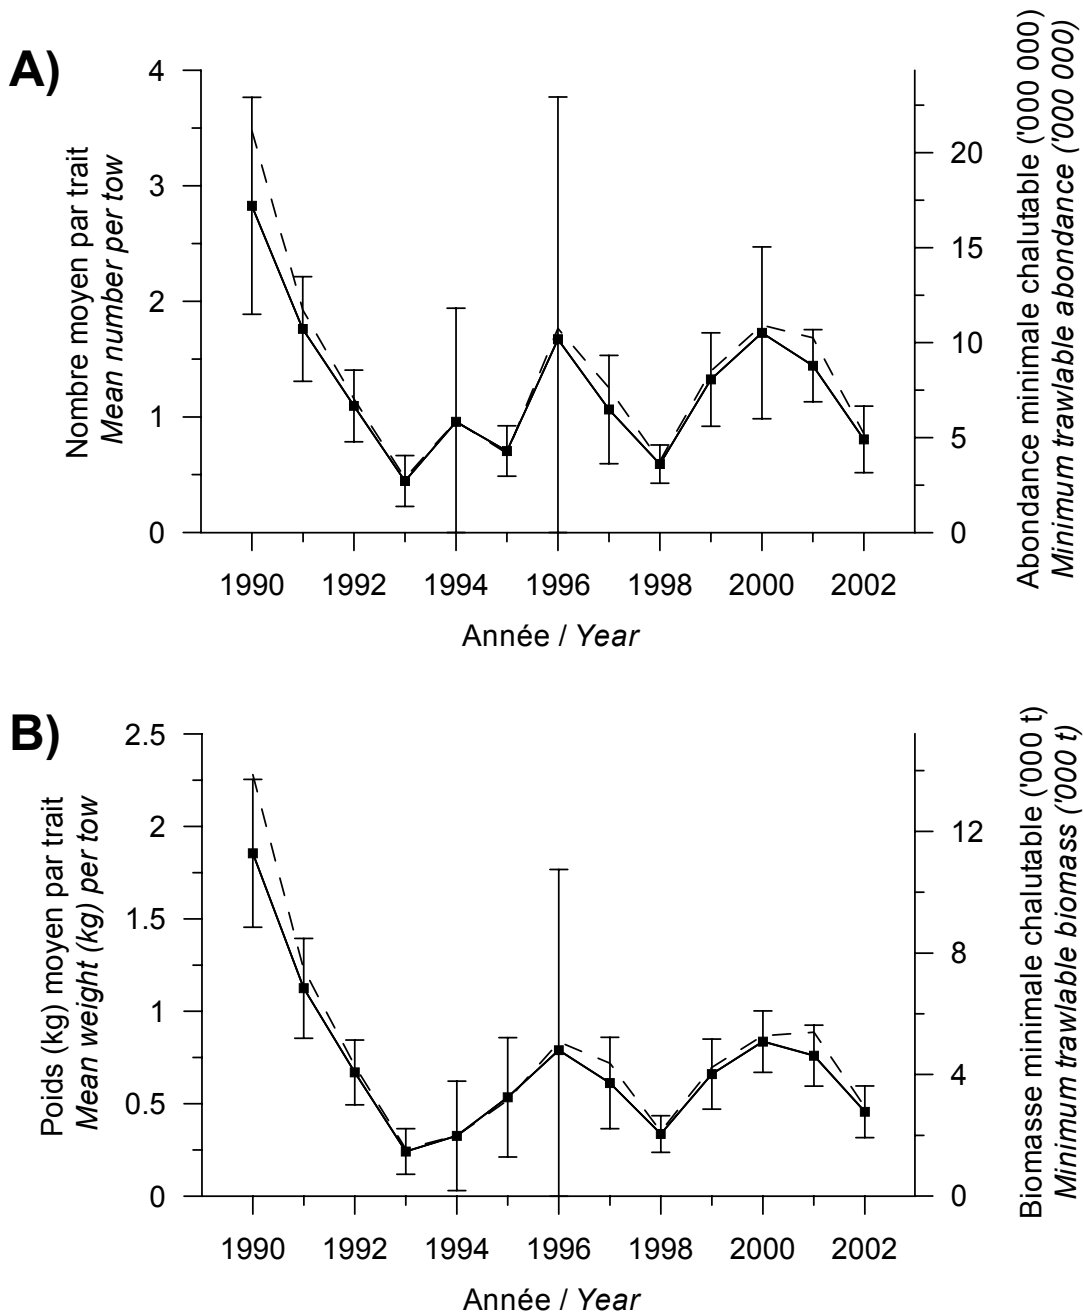 A)
Nombre moyen par trait
Mean number per tow
4
3
2
1
0
Abondance minimale chalutable ('000 000)
Minimum trawlable abondance ('000 000)
20
15
10
5
0
1990 1992 1994 1996 1998 2000 2002
Année / Year
B)
Poids (kg) moyen par trait
Mean weight (kg) per tow
2.5
2
1.5
1
0.5
0
Biomasse minimale chalutable ('000 t)
Minimum trawlable biomass ('000 t)
12
8
4
0
1990 1992 1994 1996 1998 2000 2002
Année / Year